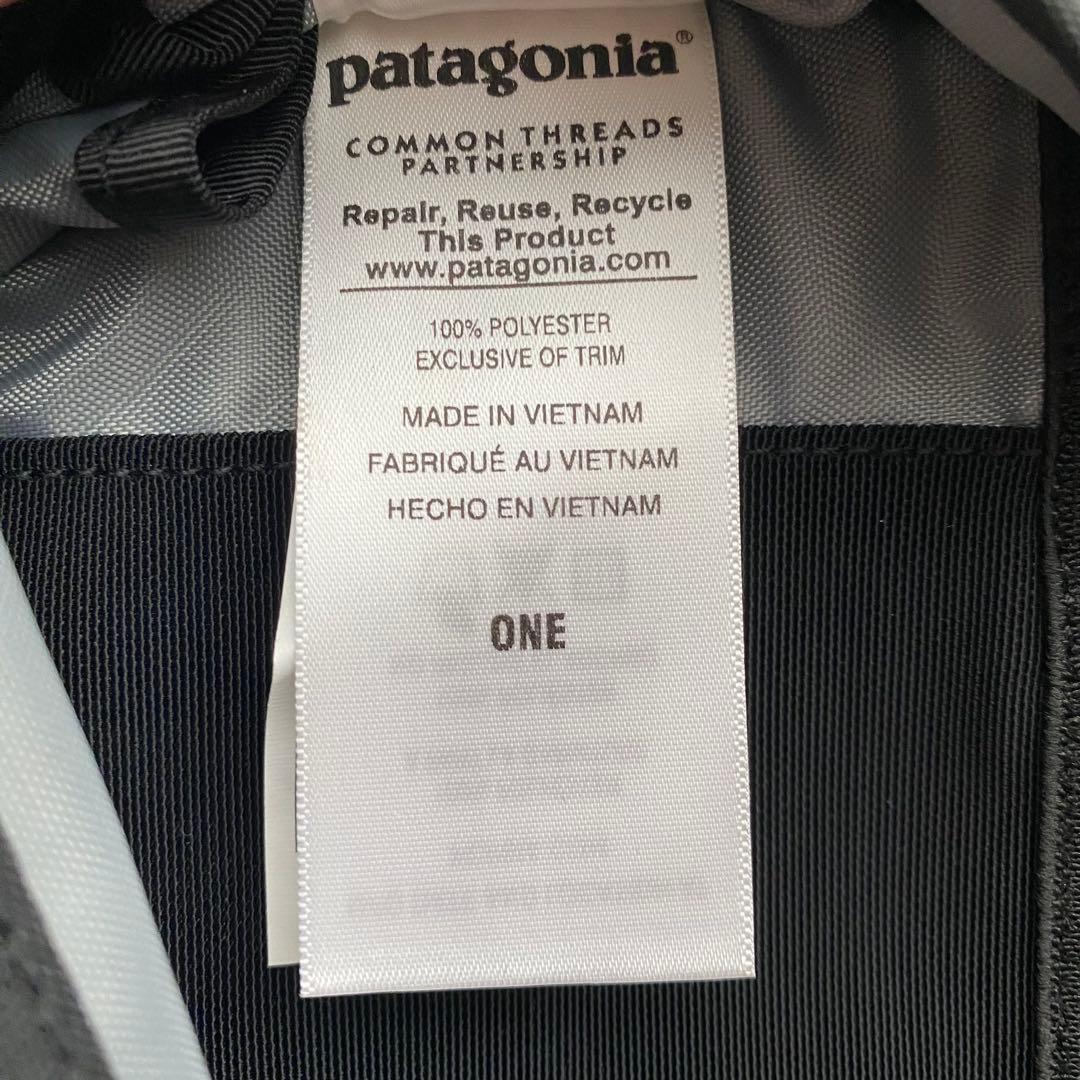 patagonia®
COMMON THREADS
PARTNERSHIP
Repair, Reuse, Recycle
This Product
www.patagonia.com
100% POLYESTER
EXCLUSIVE OF TRIM
MADE IN VIETNAM
FABRIQUÉ AU VIETNAM
HECHO EN VIETNAM
ONE